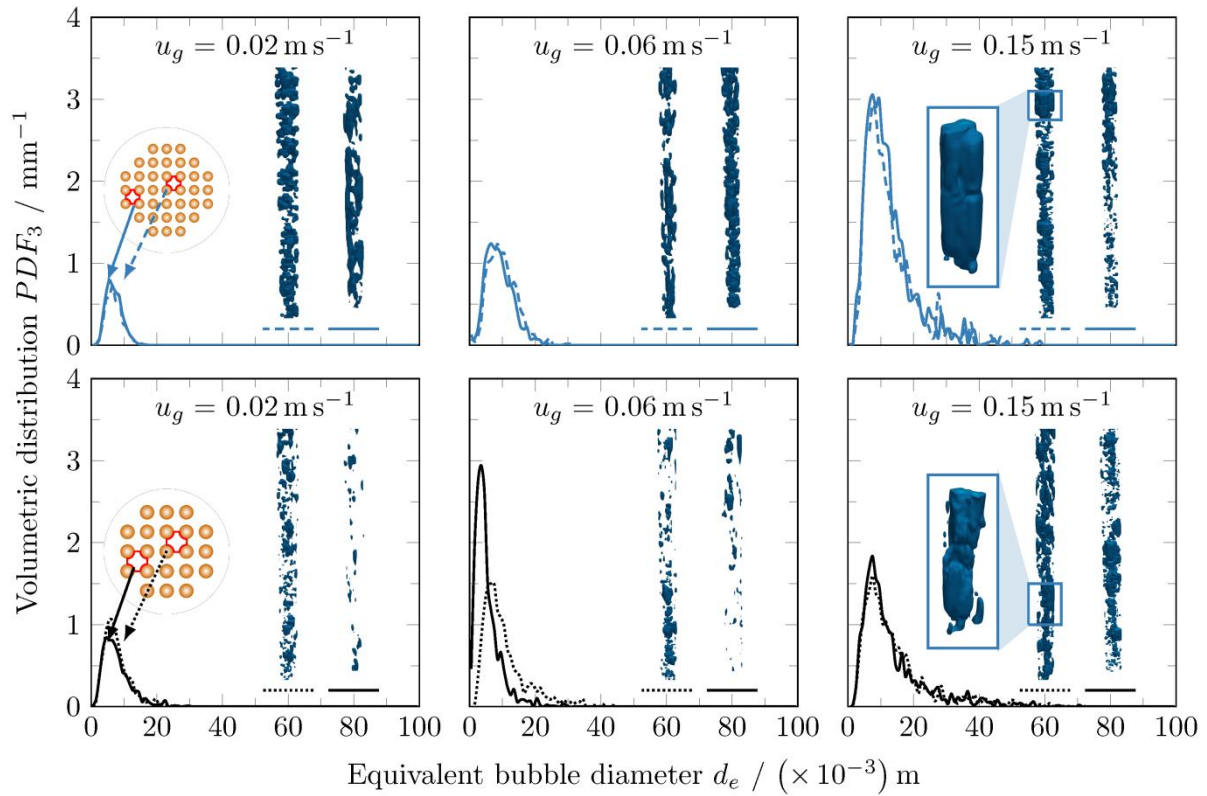 Volumetric distribution PDF₃ / mm⁻¹
4
3
2
1
0
u_g = 0.02 m s⁻¹
u_g = 0.06 m s⁻¹
u_g = 0.15 m s⁻¹
4
3
2
1
0
u_g = 0.02 m s⁻¹
u_g = 0.06 m s⁻¹
u_g = 0.15 m s⁻¹
0 20 40 60 80 100
0 20 40 60 80 100
0 20 40 60 80 100
Equivalent bubble diameter d_e / (× 10⁻³) m